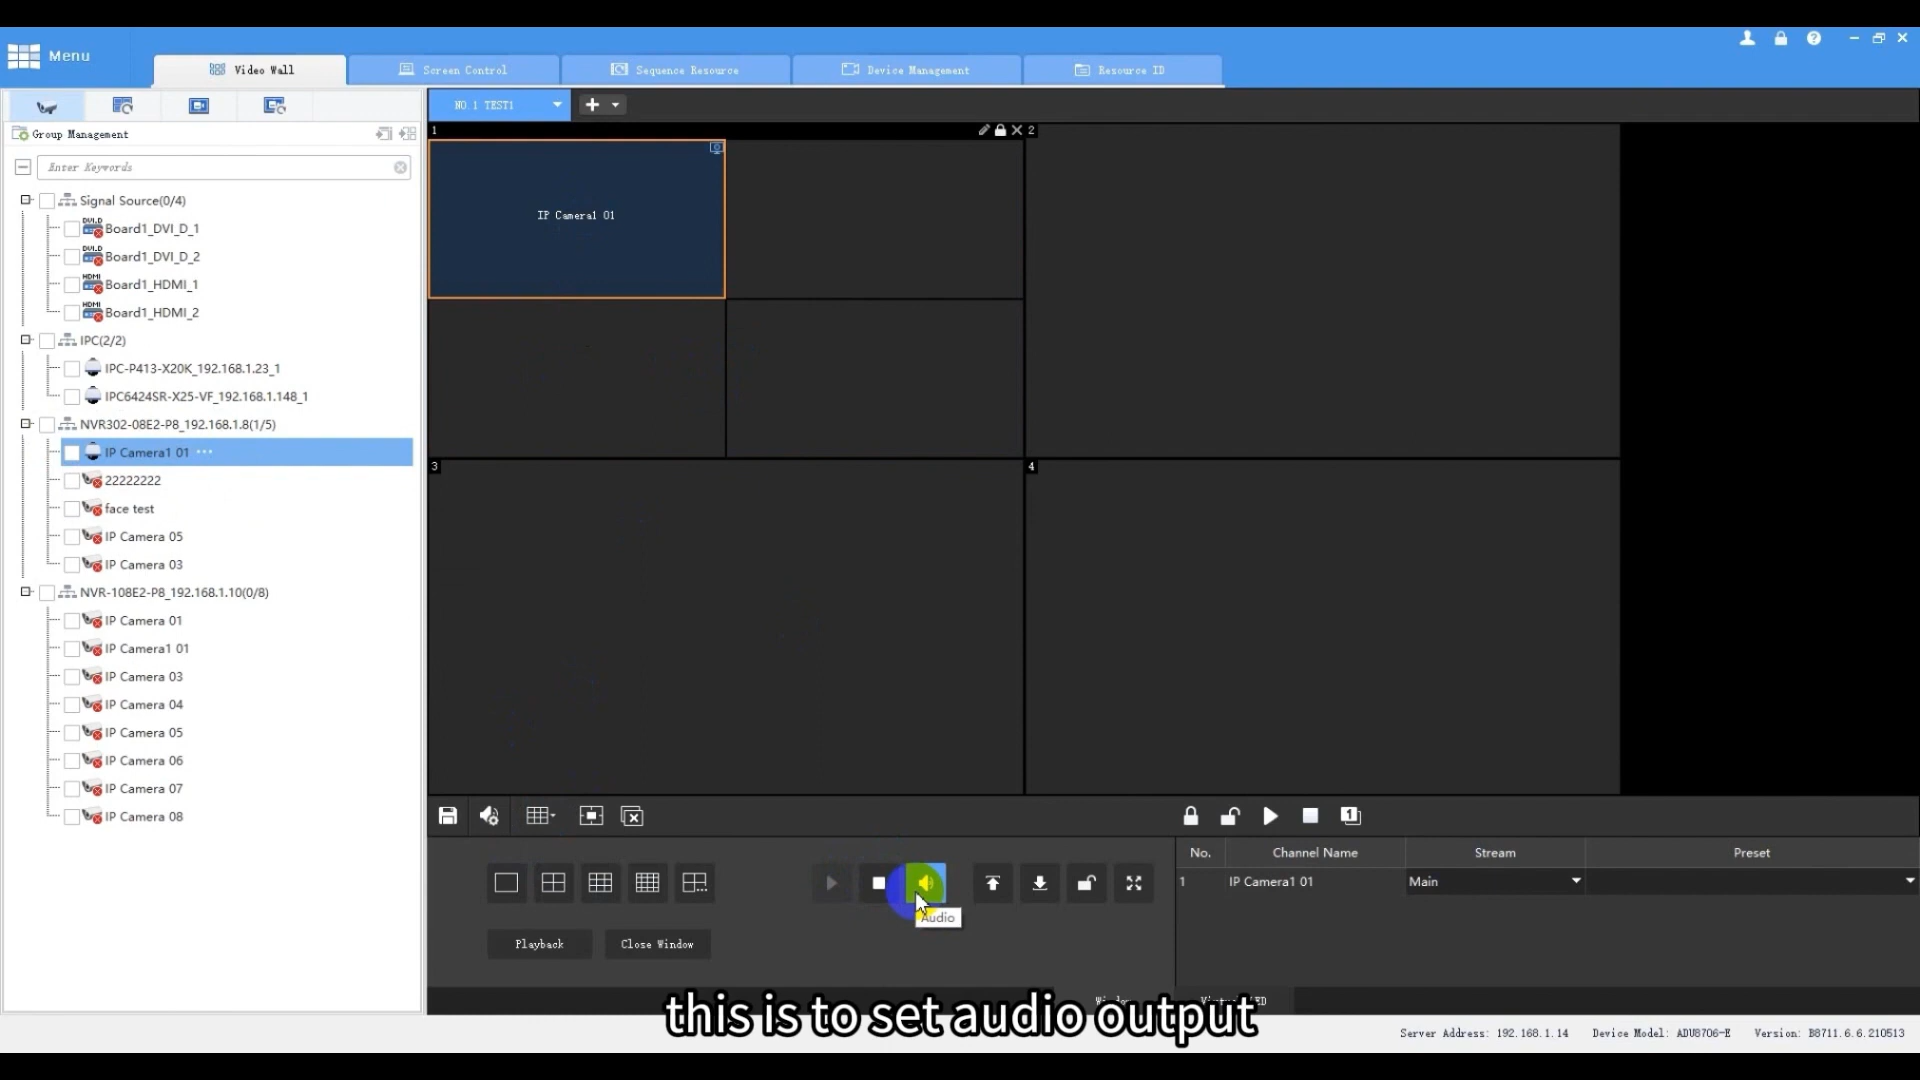 Menu
Video Wall
Screen Control
Sequence Resource
Device Management
Resource ID
Group Management
Enter Keywords
Signal Source(0/4)
DVI_D
Board1_DVI_D_1
DVI_D
Board1_DVI_D_2
HDMI
Board1_HDMI_1
HDMI
Board1_HDMI_2
IPC(2/2)
IPC-P413-X20K_192.168.1.23_1
IPC6424SR-X25-VF_192.168.1.148_1
NVR302-08E2-P8_192.168.1.8(1/5)
IP Camera1 01 ...
22222222
face test
IP Camera 05
IP Camera 03
NVR-108E2-P8_192.168.1.10(0/8)
IP Camera 01
IP Camera1 01
IP Camera 03
IP Camera 04
IP Camera 05
IP Camera 06
IP Camera 07
IP Camera 08
NO.1 TEST1
1
2
IP Camera1 01
3
4
1
Audio
Playback
Close Window
No. Channel Name Stream Preset
1 IP Camera1 01 Main
this is to set audio output
Server Address: 192.168.1.14 Device Model: ADU8706-E Version: B8711.6.6.210513